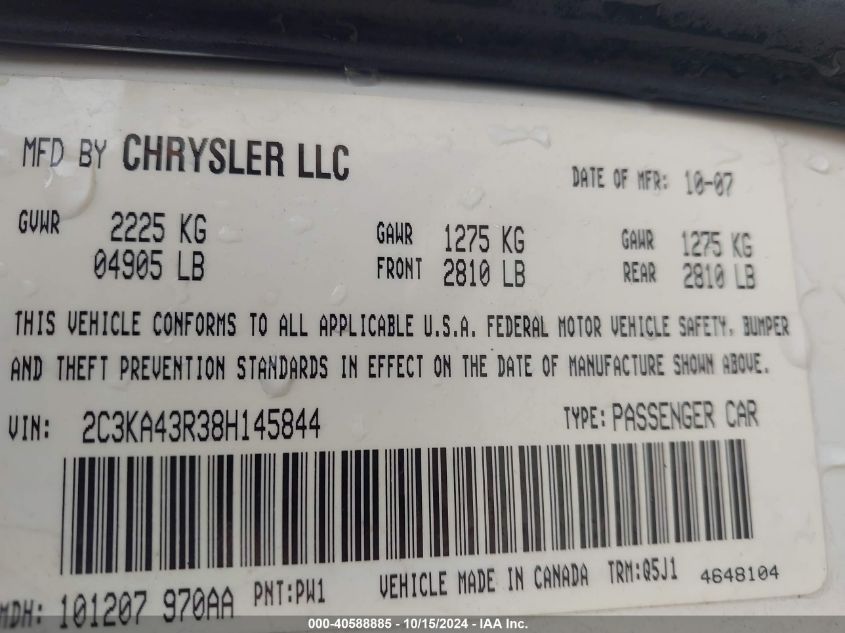 MFD BY CHRYSLER LLC DATE OF MFR: 10-07
GVWR 2225 KG GAWR 1275 KG GAWR 1275 KG
04905 LB FRONT 2810 LB REAR 2810 LB
THIS VEHICLE CONFORMS TO ALL APPLICABLE U.S.A. FEDERAL MOTOR VEHICLE SAFETY, BUMPER
AND THEFT PREVENTION STANDARDS IN EFFECT ON THE DATE OF MANUFACTURE SHOWN ABOVE.
VIN: 2C3KA43R38H145844 TYPE: PASSENGER CAR
MDH: 101207 970AA PNT:PW1 VEHICLE MADE IN CANADA TRM:Q5J1 4648104
000-40588885 - 10/15/2024 - IAA Inc.